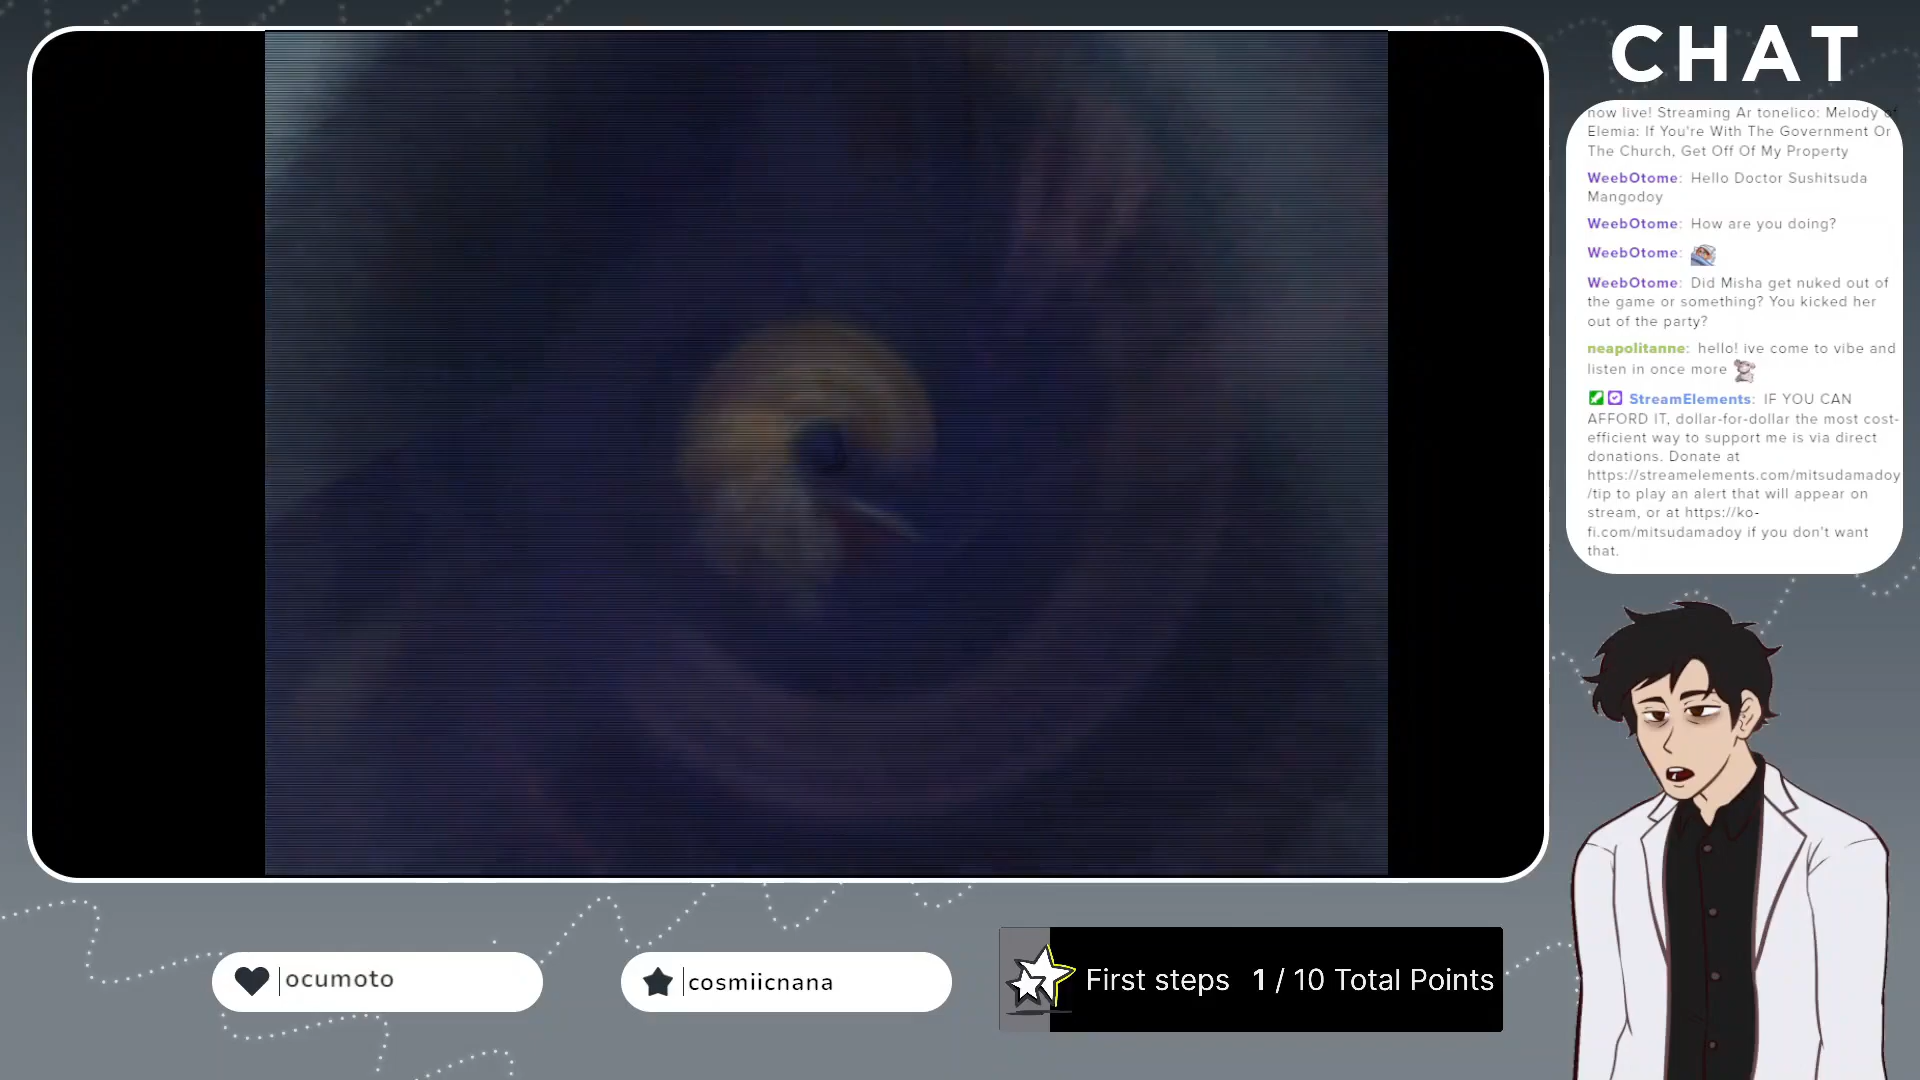 CHAT
now live! Streaming Ar tonelico: Melody of
Elemia: If You're With The Government Or
The Church, Get Off Of My Property
WeebOtome: Hello Doctor Sushitsuda
Mangodoy
WeebOtome: How are you doing?
WeebOtome:
WeebOtome: Did Misha get nuked out of
the game or something? You kicked her
out of the party?
neapolitanne: hello! ive come to vibe and
listen in once more
StreamElements: IF YOU CAN
AFFORD IT, dollar-for-dollar the most cost-
efficient way to support me is via direct
donations. Donate at
https://streamelements.com/mitsudamadoy
/tip to play an alert that will appear on
stream, or at https://ko-
fi.com/mitsudamadoy if you don't want
that.
ocumoto
cosmiicnana
First steps 1 / 10 Total Points